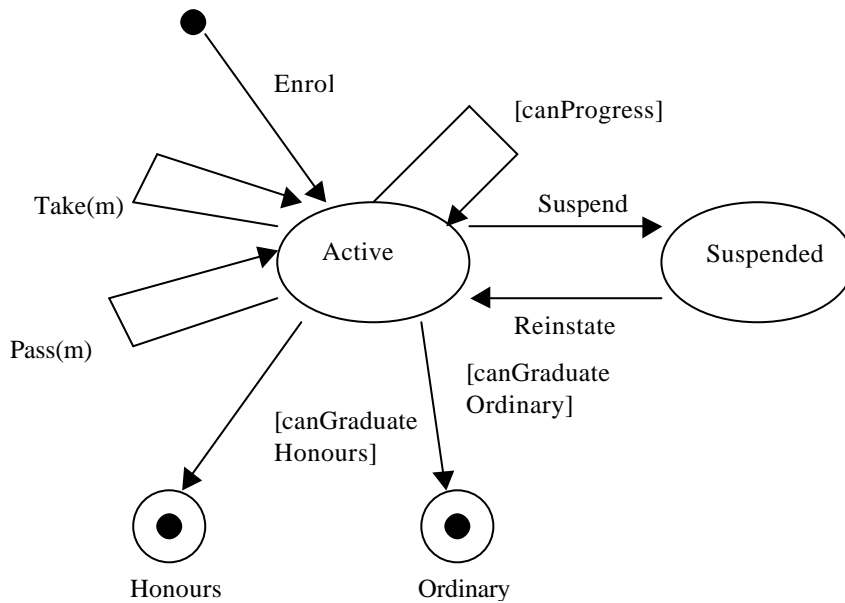 Enrol
[canProgress]
Take(m)
Suspend
Active
Suspended
Reinstate
Pass(m)
[canGraduate
Ordinary]
[canGraduate
Honours]
Honours
Ordinary